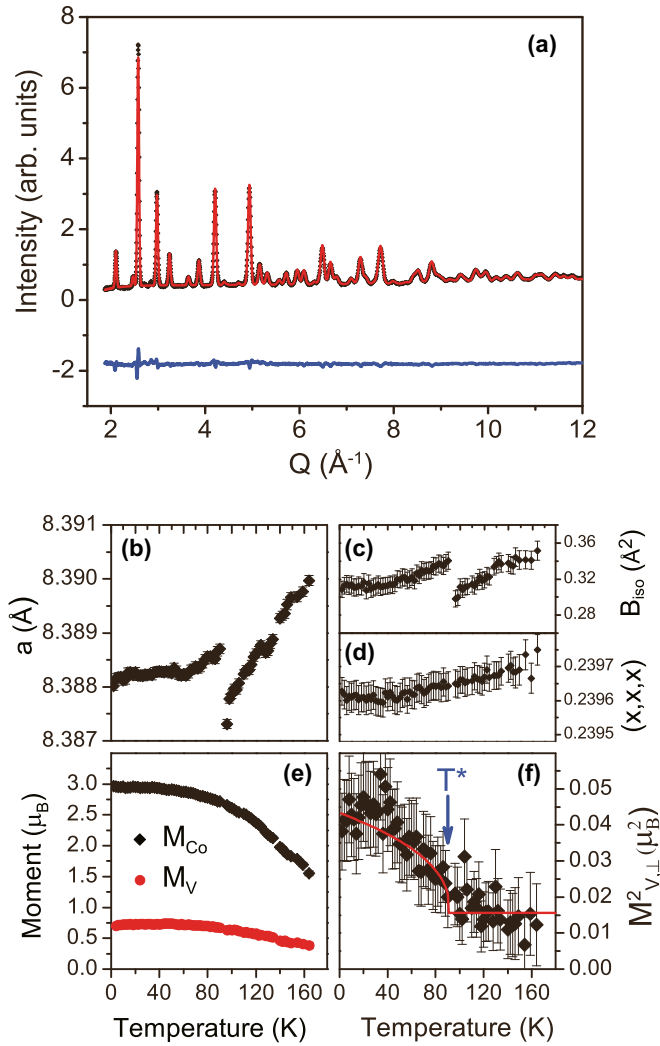 8
(a)
6
4
2
0
-2
Intensity (arb. units)
2 4 6 8 10 12
Q (Å⁻¹)
8.391
8.390
8.389
8.388
8.387
a (Å)
(b)
(c)
0.36
0.32
0.28
B_iso (Å²)
(d)
0.2397
0.2396
0.2395
(x,x,x)
(e)
3.0
2.5
2.0
1.5
1.0
0.5
0.0
Moment (μ_B)
M_Co
M_V
0 40 80 120 160
Temperature (K)
(f)
T*
0.05
0.04
0.03
0.02
0.01
0.00
M²_V,⊥ (μ²_B)
0 40 80 120 160
Temperature (K)